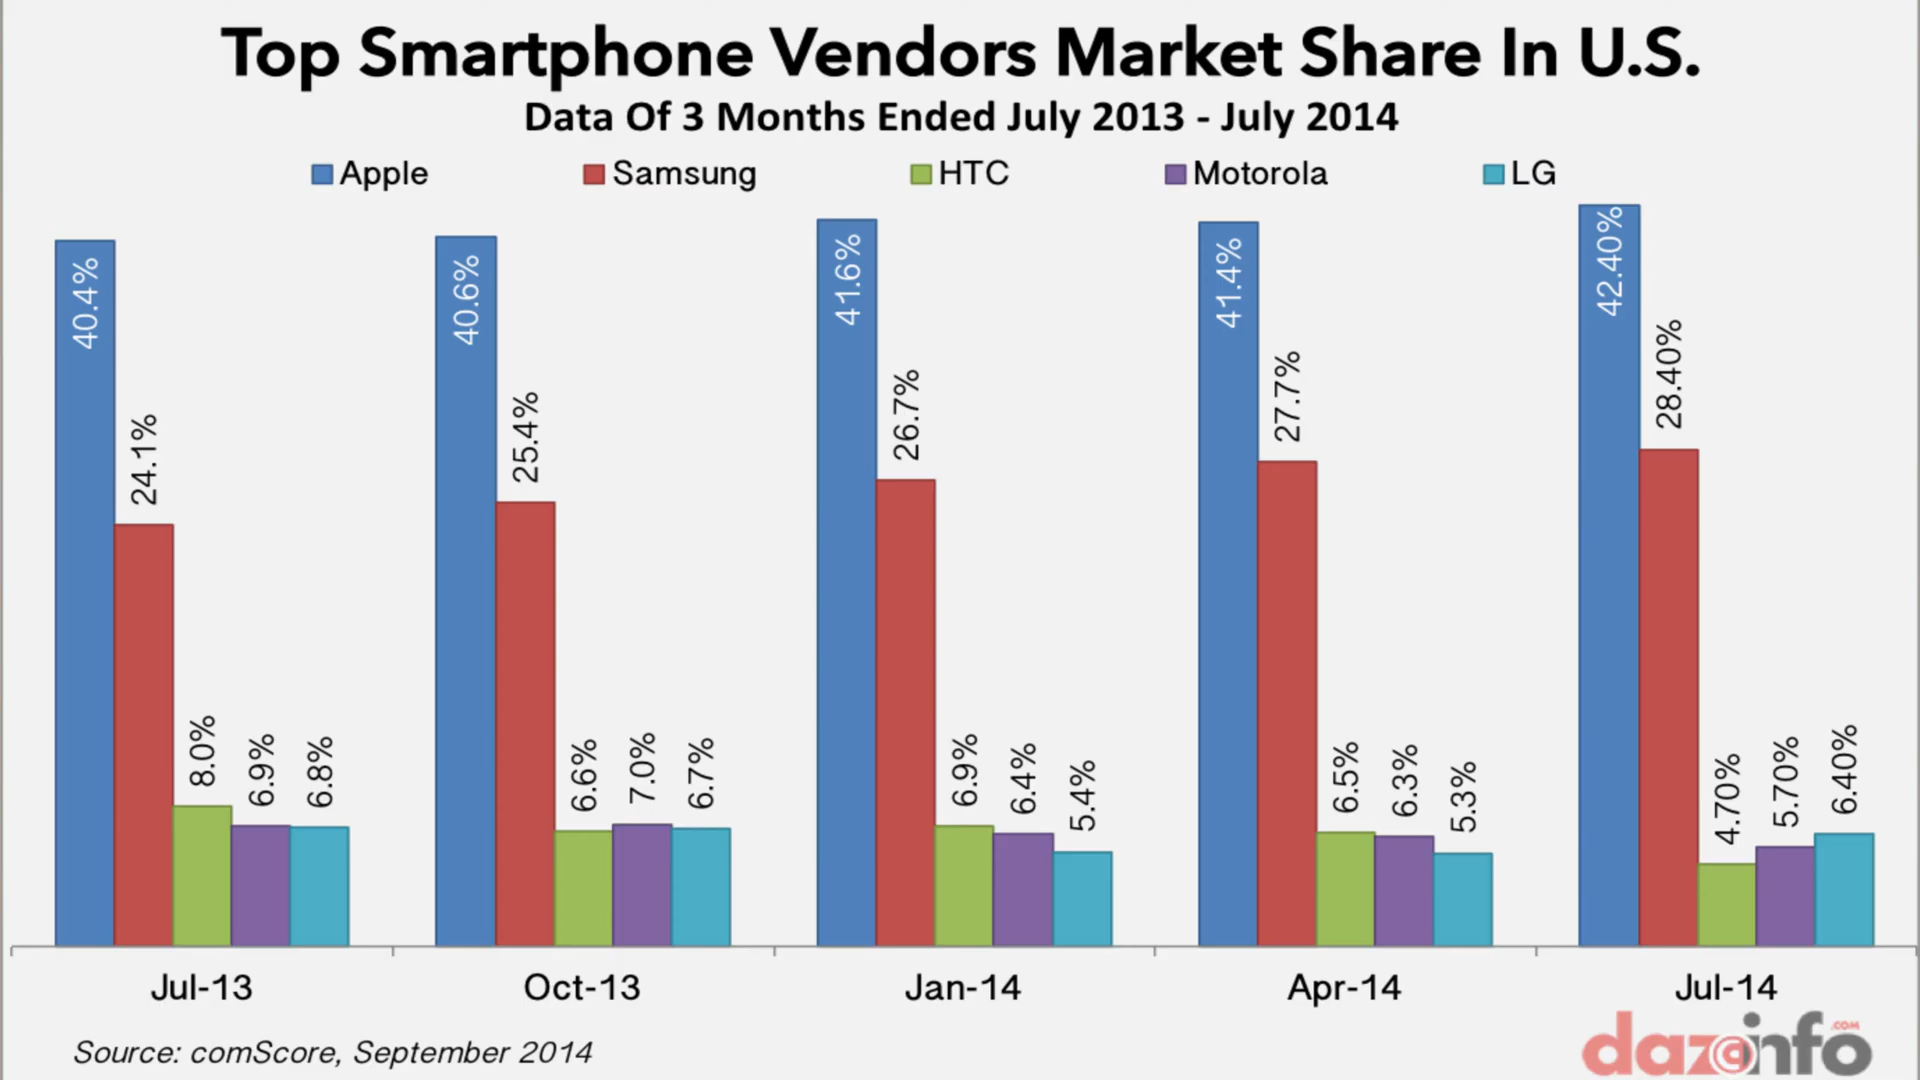 Top Smartphone Vendors Market Share In U.S.
Data Of 3 Months Ended July 2013 - July 2014
Apple Samsung HTC Motorola LG
40.4% 24.1% 8.0% 6.9% 6.8%
40.6% 25.4% 6.6% 7.0% 6.7%
41.6% 26.7% 6.9% 6.4% 5.4%
41.4% 27.7% 6.5% 6.3% 5.3%
42.40% 28.40% 4.70% 5.70% 6.40%
Jul-13 Oct-13 Jan-14 Apr-14 Jul-14
Source: comScore, September 2014
dazeinfo.com